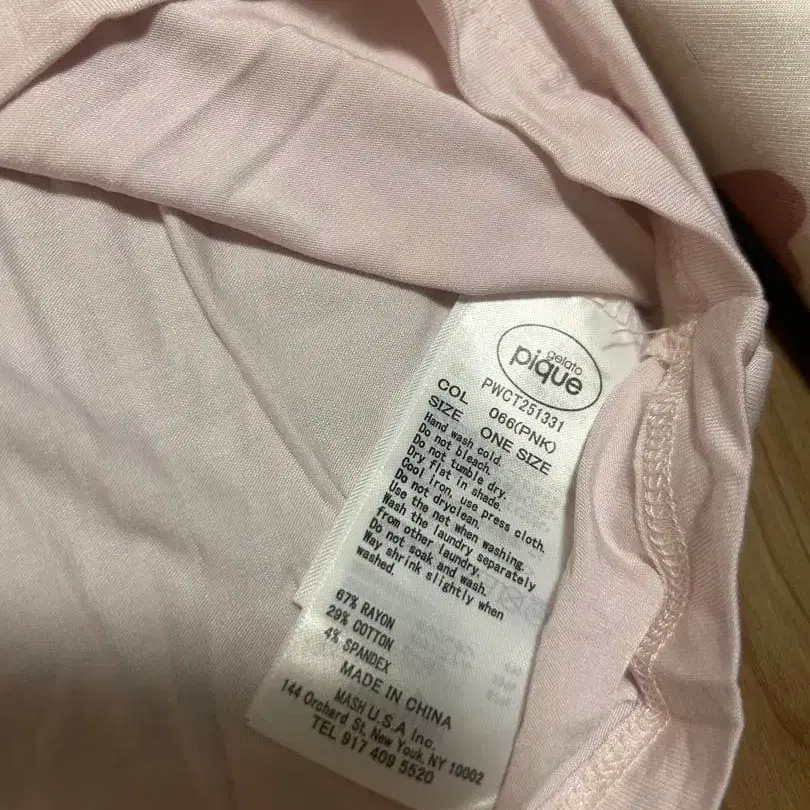 gelato
pique
PWCT251331
COL 066(PNK)
SIZE ONE SIZE
Hand wash cold.
Do not bleach.
Do not tumble dry.
Dry flat in shade.
Cool iron, use press cloth.
Do not dryclean.
Use the net when washing.
Wash the laundry separately
from other laundry.
Do not soak and wash.
Way shrink slightly when
washed.
67% RAYON
29% COTTON
4% SPANDEX
MADE IN CHINA
MASH U.S.A Inc.
144 Orchard St, New York, NY 10002
TEL 917 409 5520